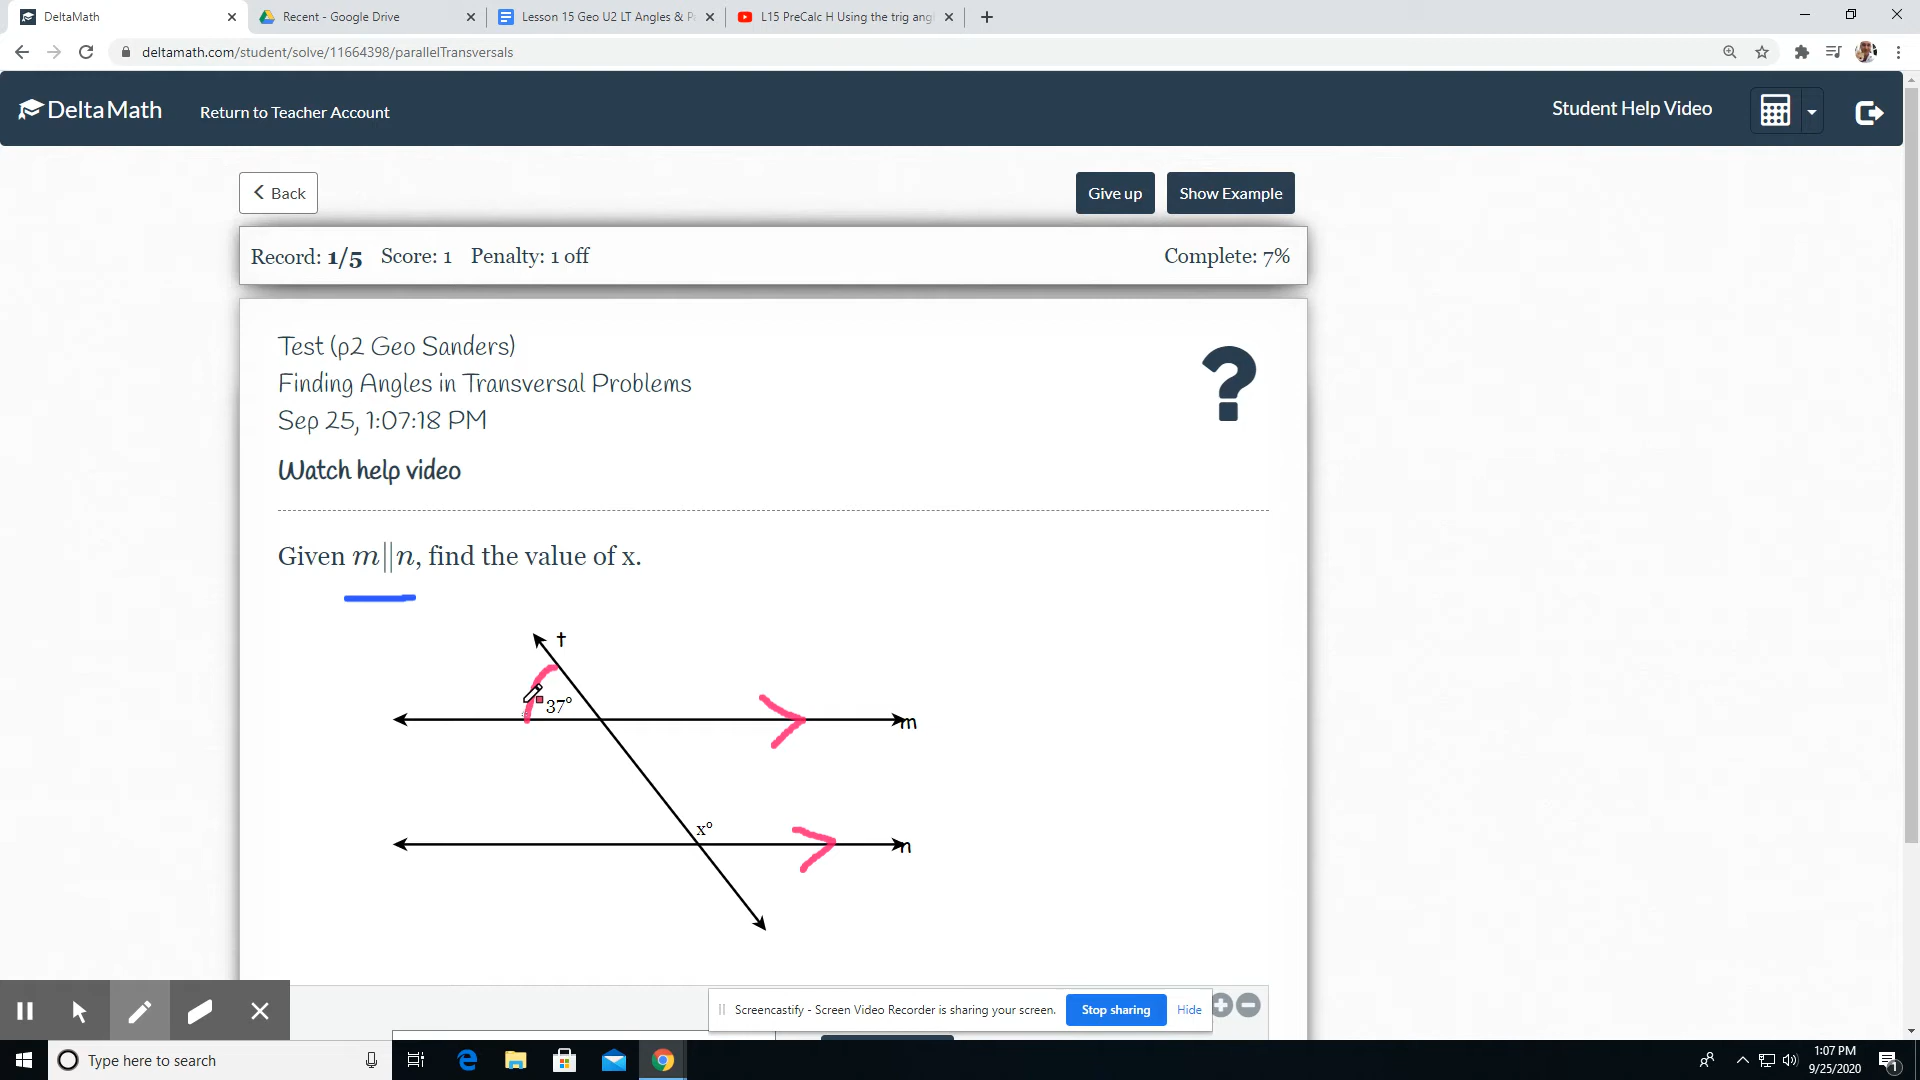 DeltaMath
Recent - Google Drive
Lesson 15 Geo U2 LT Angles & P
L15 PreCalc H Using the trig ang
deltamath.com/student/solve/11664398/parallelTransversals
DeltaMath
Return to Teacher Account
Student Help Video
Back
Give up
Show Example
Record: 1/5 Score: 1 Penalty: 1 off
Complete: 7%
Test (p2 Geo Sanders)
Finding Angles in Transversal Problems
Sep 25, 1:07:18 PM
?
Watch help video
Given m||n, find the value of x.
t
37°
m
x°
n
Screencastify - Screen Video Recorder is sharing your screen.
Stop sharing
Hide
Type here to search
1:07 PM
9/25/2020
1